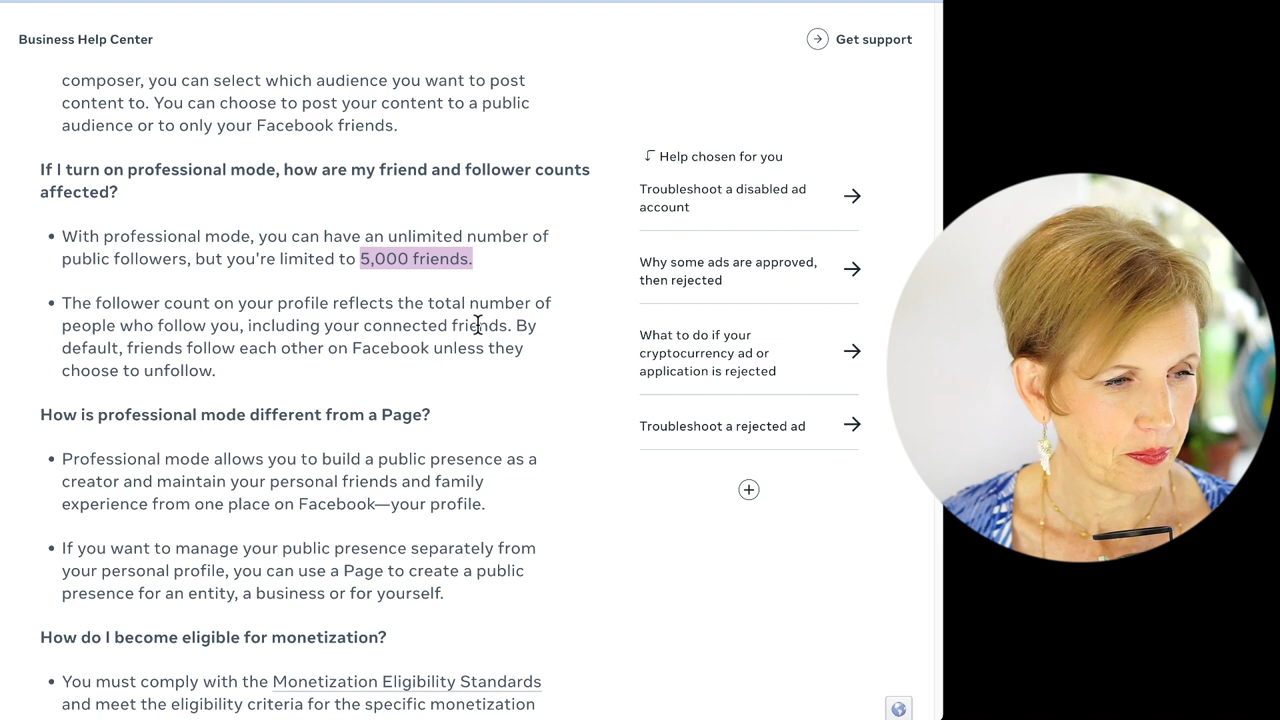 Business Help Center
Get support
composer, you can select which audience you want to post
content to. You can choose to post your content to a public
audience or to only your Facebook friends.
If I turn on professional mode, how are my friend and follower counts
affected?
• With professional mode, you can have an unlimited number of
public followers, but you're limited to 5,000 friends.
• The follower count on your profile reflects the total number of
people who follow you, including your connected friends. By
default, friends follow each other on Facebook unless they
choose to unfollow.
How is professional mode different from a Page?
• Professional mode allows you to build a public presence as a
creator and maintain your personal friends and family
experience from one place on Facebook—your profile.
• If you want to manage your public presence separately from
your personal profile, you can use a Page to create a public
presence for an entity, a business or for yourself.
How do I become eligible for monetization?
• You must comply with the Monetization Eligibility Standards
and meet the eligibility criteria for the specific monetization
Help chosen for you
Troubleshoot a disabled ad
account
Why some ads are approved,
then rejected
What to do if your
cryptocurrency ad or
application is rejected
Troubleshoot a rejected ad